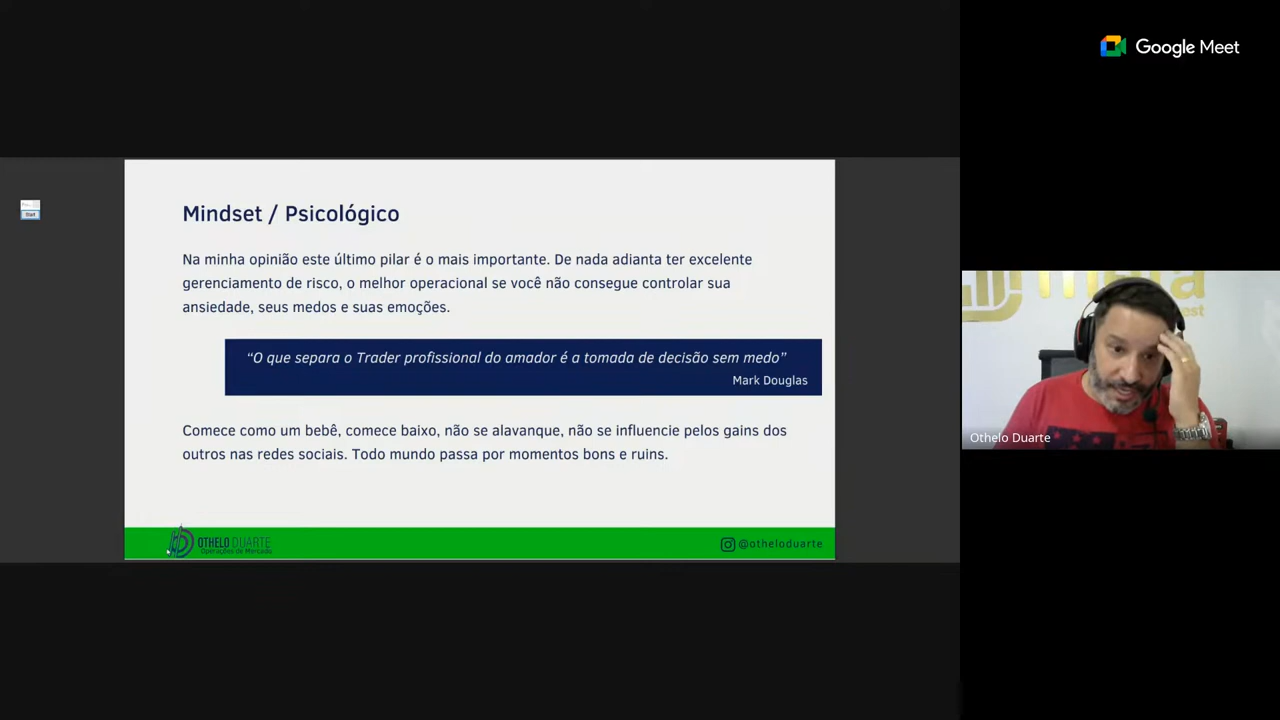 Google Meet
Start
Mindset / Psicológico
Na minha opinião este último pilar é o mais importante. De nada adianta ter excelente
gerenciamento de risco, o melhor operacional se você não consegue controlar sua
ansiedade, seus medos e suas emoções.
“O que separa o Trader profissional do amador é a tomada de decisão sem medo”
Mark Douglas
Comece como um bebê, comece baixo, não se alavanque, não se influencie pelos gains dos
outros nas redes sociais. Todo mundo passa por momentos bons e ruins.
OTHELO DUARTE
Operações de Mercado
@otheloduarte
Othelo Duarte